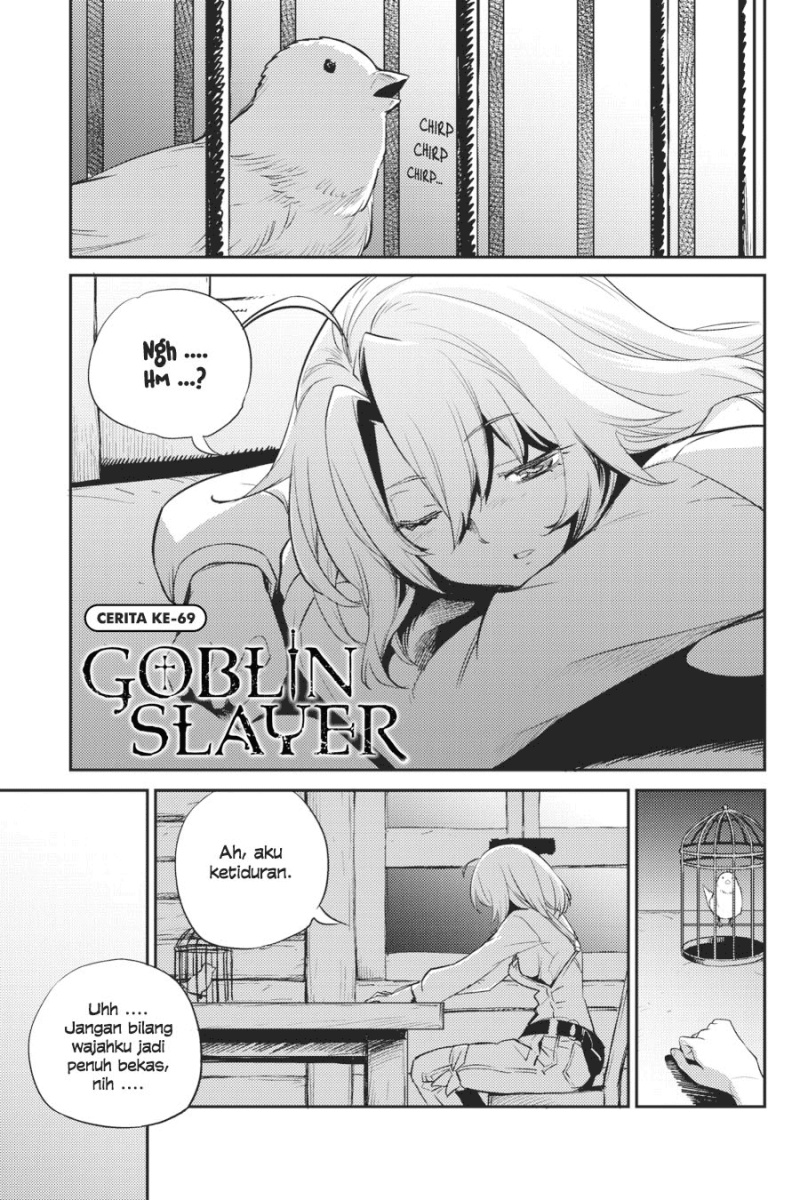 CHIRP
CHIRP
CHIRP...
Ngh ....
Hm ...?
CERITA KE-69
GOBLIN
SLAYER
Ah, aku
ketiduran.
Uhh ....
Jangan bilang
wajahku jadi
penuh bekas,
nih ....